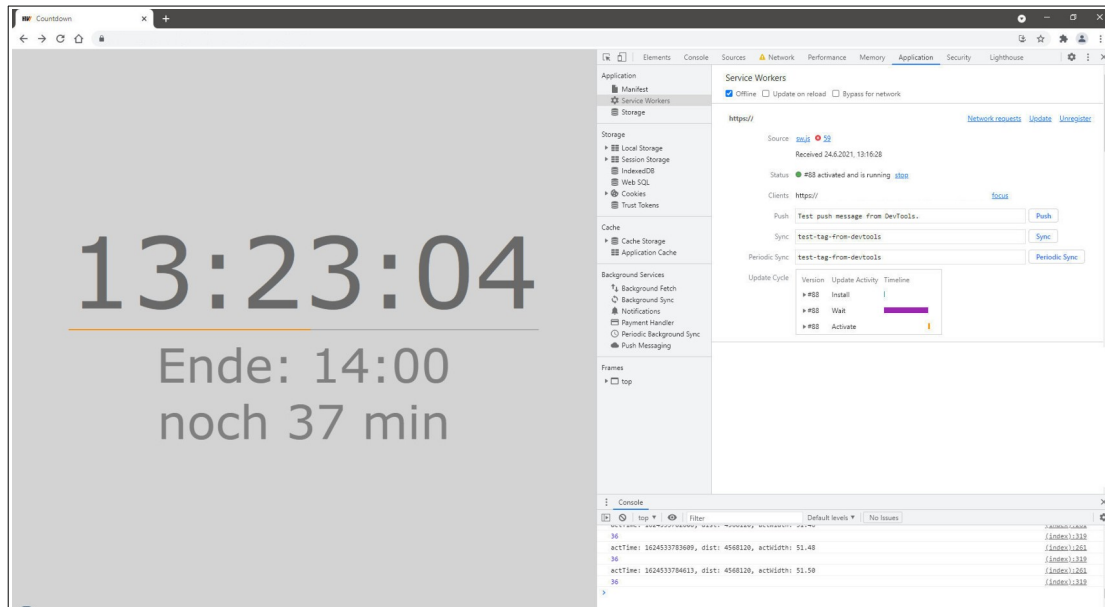 Countdown
Elements Console Sources Network Performance Memory Application Security Lighthouse
Application
Manifest
Service Workers
Storage
Storage
Local Storage
Session Storage
IndexedDB
Web SQL
Cookies
Trust Tokens
Cache
Cache Storage
Application Cache
Background Services
Background Fetch
Background Sync
Notifications
Payment Handler
Periodic Background Sync
Push Messaging
Frames
top
Service Workers
Offline Update on reload Bypass for network
https:// Network requests Update Unregister
Source sw.js 59
Received 24.6.2021, 13:16:28
Status #88 activated and is running stop
Clients https:// focus
Push Test push message from DevTools. Push
Sync test-tag-from-devtools Sync
Periodic Sync test-tag-from-devtools Periodic Sync
Update Cycle Version Update Activity Timeline
#88 Install
#88 Wait
#88 Activate
13:23:04
Ende: 14:00
noch 37 min
Console
top Filter Default levels No Issues
36 (index):319
actTime: 1624533783609, dist: 4568120, actWidth: 51.48 (index):261
36 (index):319
actTime: 1624533784613, dist: 4568120, actWidth: 51.50 (index):261
36 (index):319